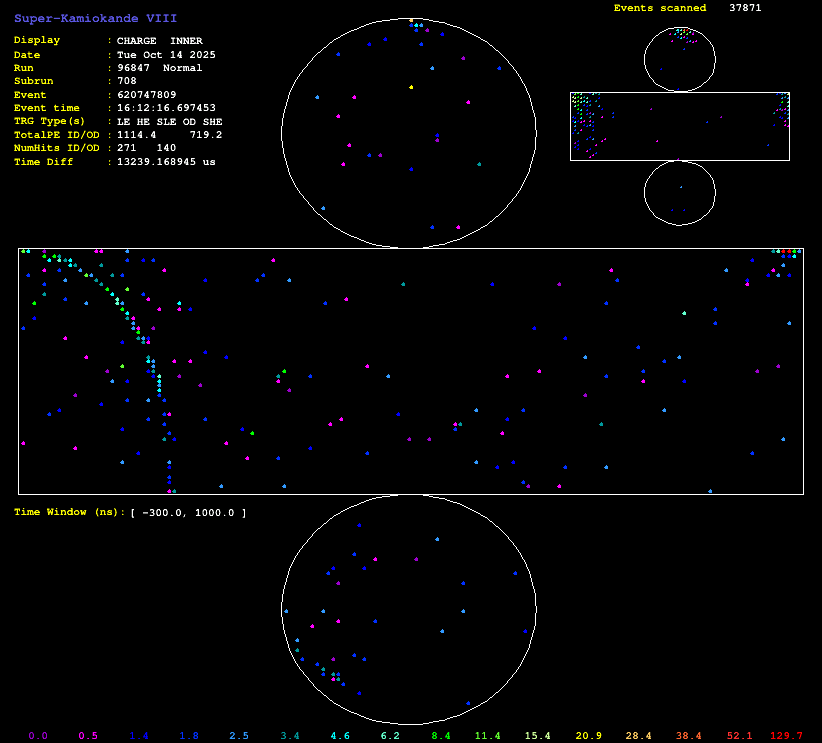 Super-Kamiokande VIII
Events scanned 37871
Display : CHARGE INNER
Date : Tue Oct 14 2025
Run : 96847 Normal
Subrun : 708
Event : 620747809
Event time : 16:12:16.697453
TRG Type(s) : LE HE SLE OD SHE
TotalPE ID/OD : 1114.4 719.2
NumHits ID/OD : 271 140
Time Diff : 13239.168945 us
Time Window (ns): [ -300.0, 1000.0 ]
0.0 0.5 1.4 1.8 2.5 3.4 4.6 6.2 8.4 11.4 15.4 20.9 28.4 38.4 52.1 129.7